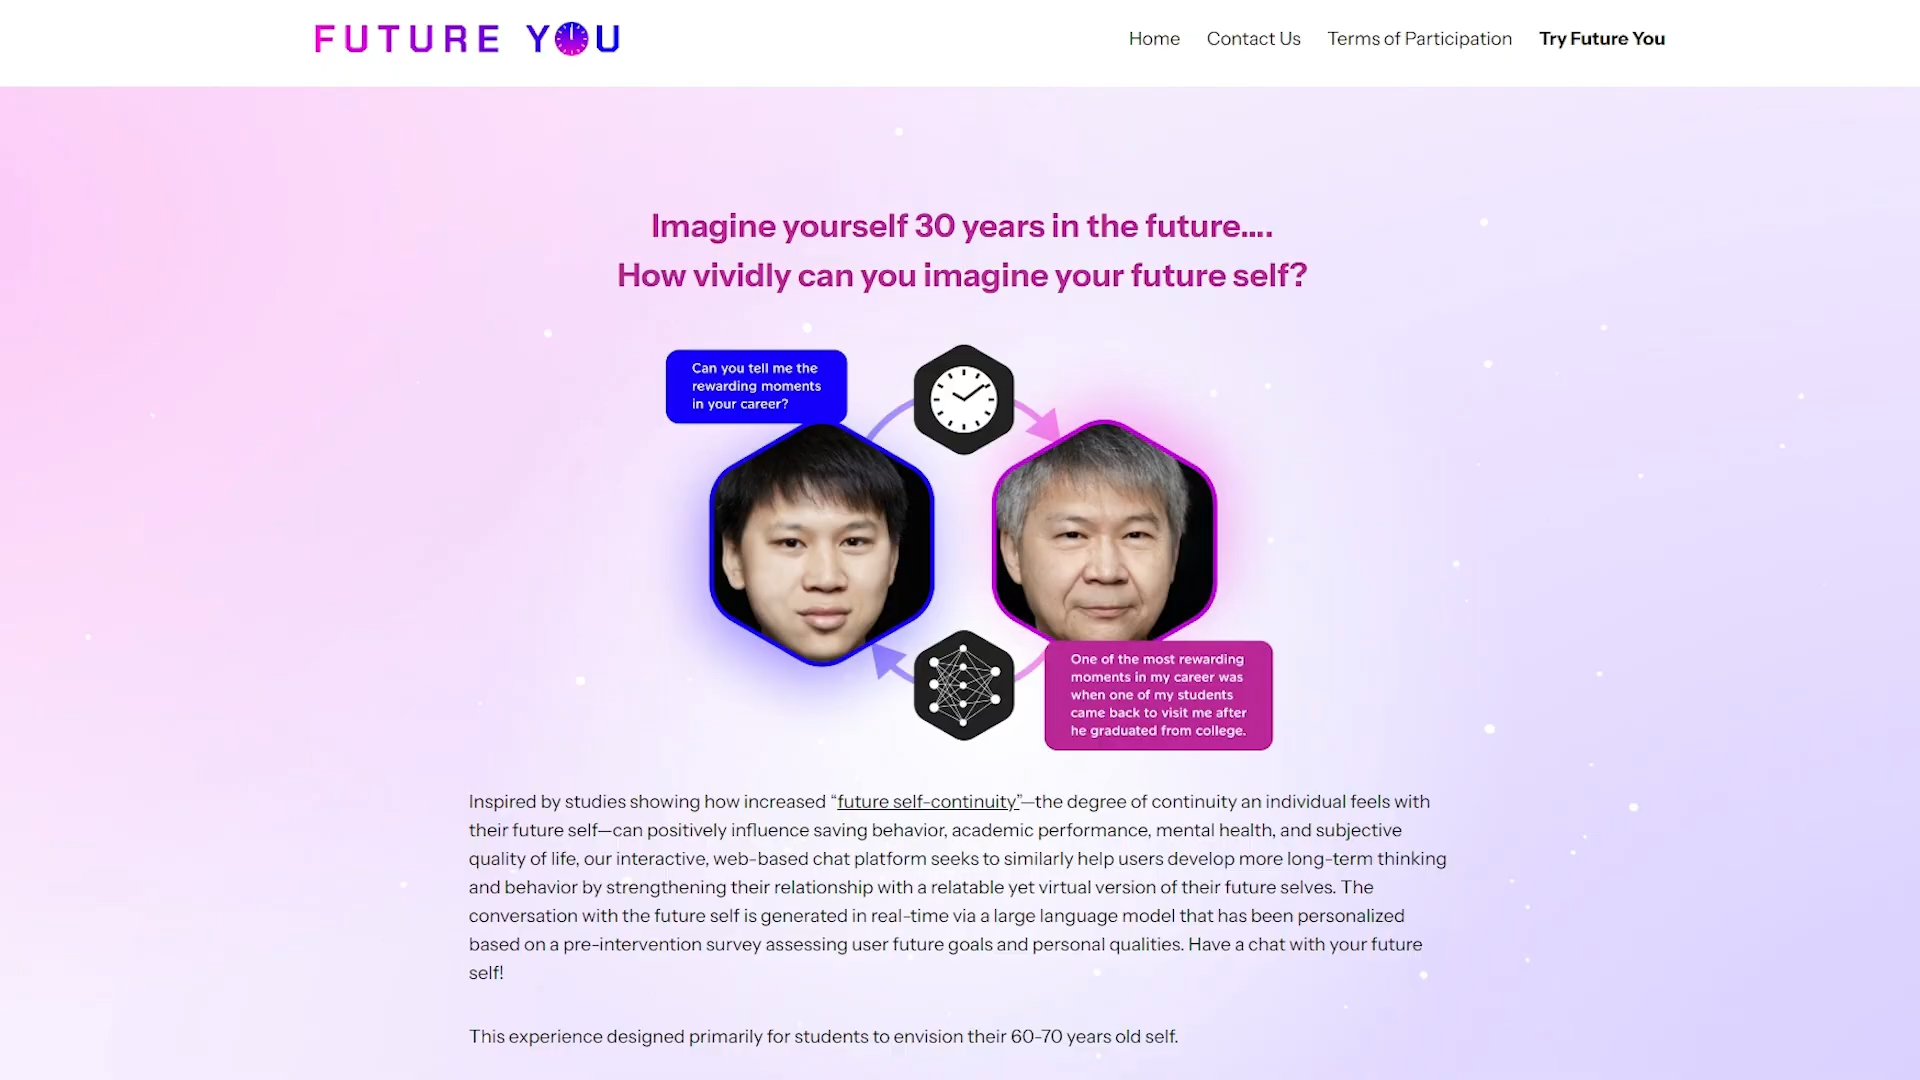 FUTURE YOU
Home
Contact Us
Terms of Participation
Try Future You
Imagine yourself 30 years in the future....
How vividly can you imagine your future self?
Can you tell me the
rewarding moments
in your career?
One of the most rewarding
moments in my career was
when one of my students
came back to visit me after
he graduated from college.
Inspired by studies showing how increased “future self-continuity”—the degree of continuity an individual feels with
their future self—can positively influence saving behavior, academic performance, mental health, and subjective
quality of life, our interactive, web-based chat platform seeks to similarly help users develop more long-term thinking
and behavior by strengthening their relationship with a relatable yet virtual version of their future selves. The
conversation with the future self is generated in real-time via a large language model that has been personalized
based on a pre-intervention survey assessing user future goals and personal qualities. Have a chat with your future
self!
This experience designed primarily for students to envision their 60-70 years old self.